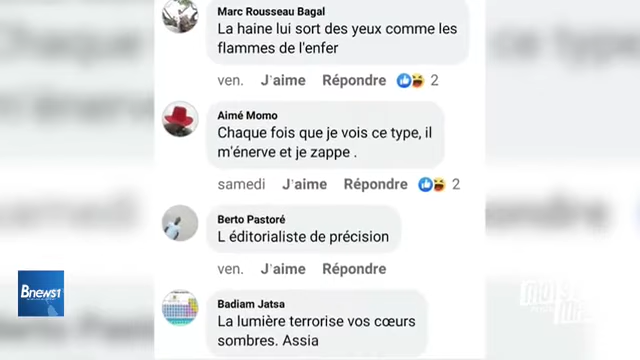 Marc Rousseau Bagal
La haine lui sort des yeux comme les
flammes de l'enfer
ven. J'aime Répondre 2
Aimé Momo
Chaque fois que je vois ce type, il
m'énerve et je zappe .
samedi J'aime Répondre 2
Berto Pastoré
L éditorialiste de précision
ven. J'aime Répondre
Badiam Jatsa
La lumière terrorise vos cœurs
sombres. Assia
Bnews1